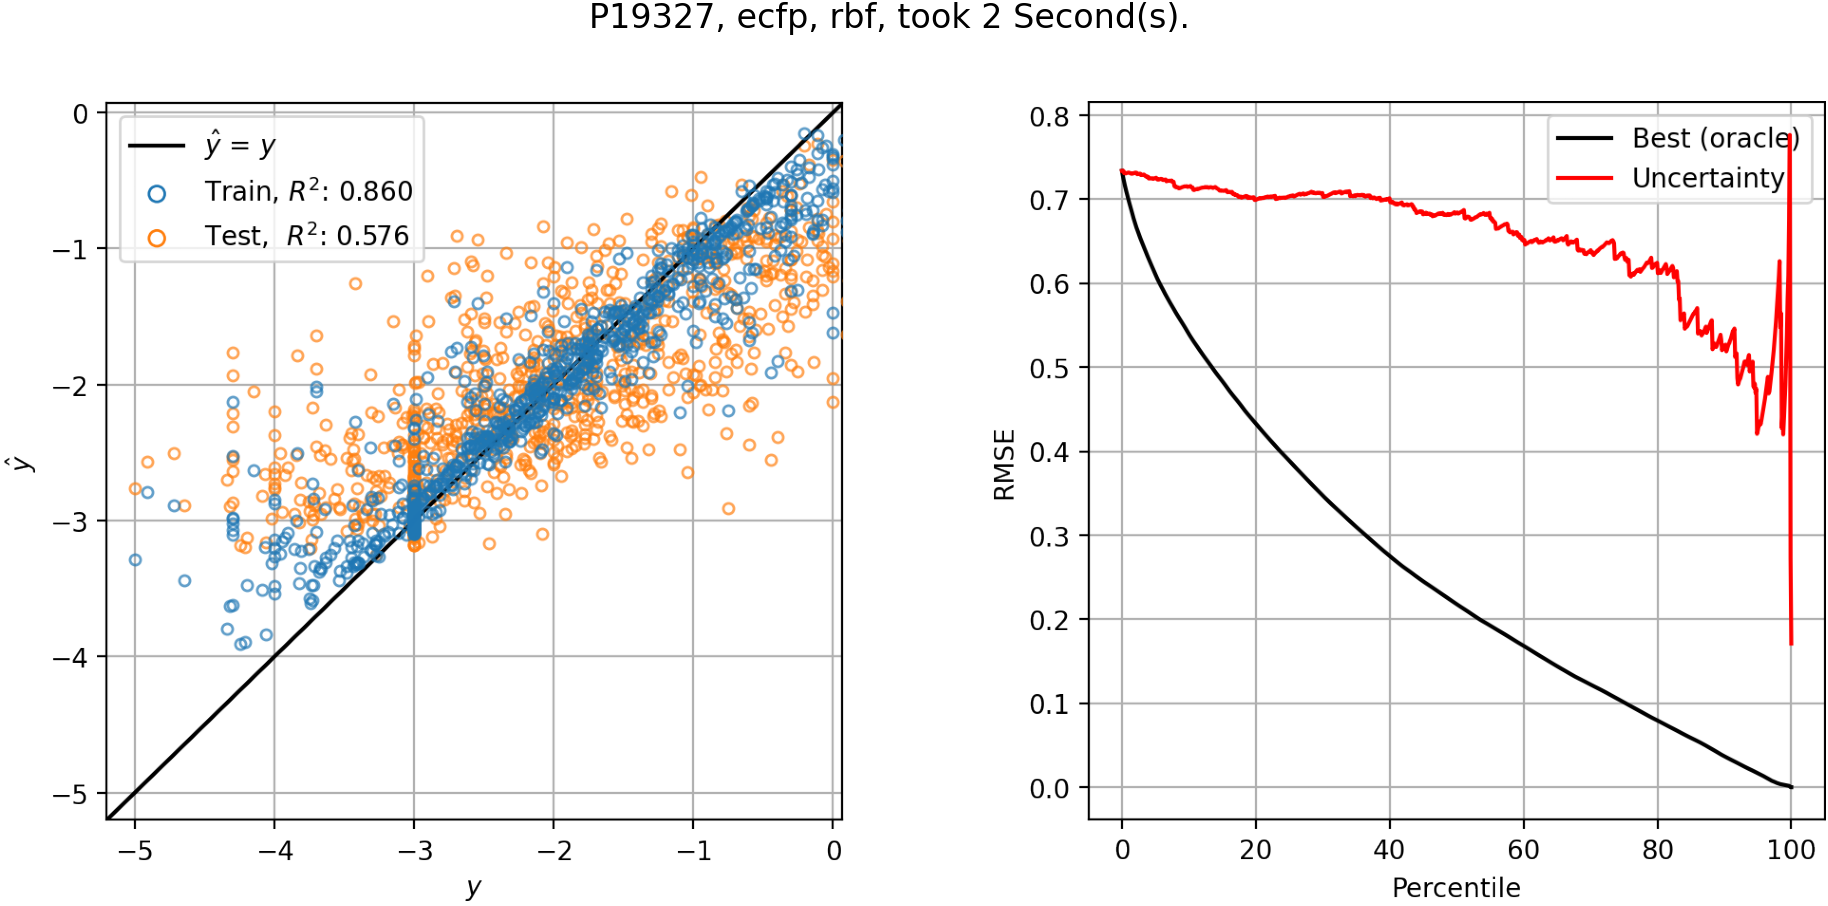 P19327, ecfp, rbf, took 2 Second(s).
ŷ = y
Train, R²: 0.860
Test, R²: 0.576
0
−1
−2
−3
−4
−5
ŷ
−5 −4 −3 −2 −1 0
y
Best (oracle)
Uncertainty
0.8
0.7
0.6
0.5
0.4
0.3
0.2
0.1
0.0
RMSE
0 20 40 60 80 100
Percentile